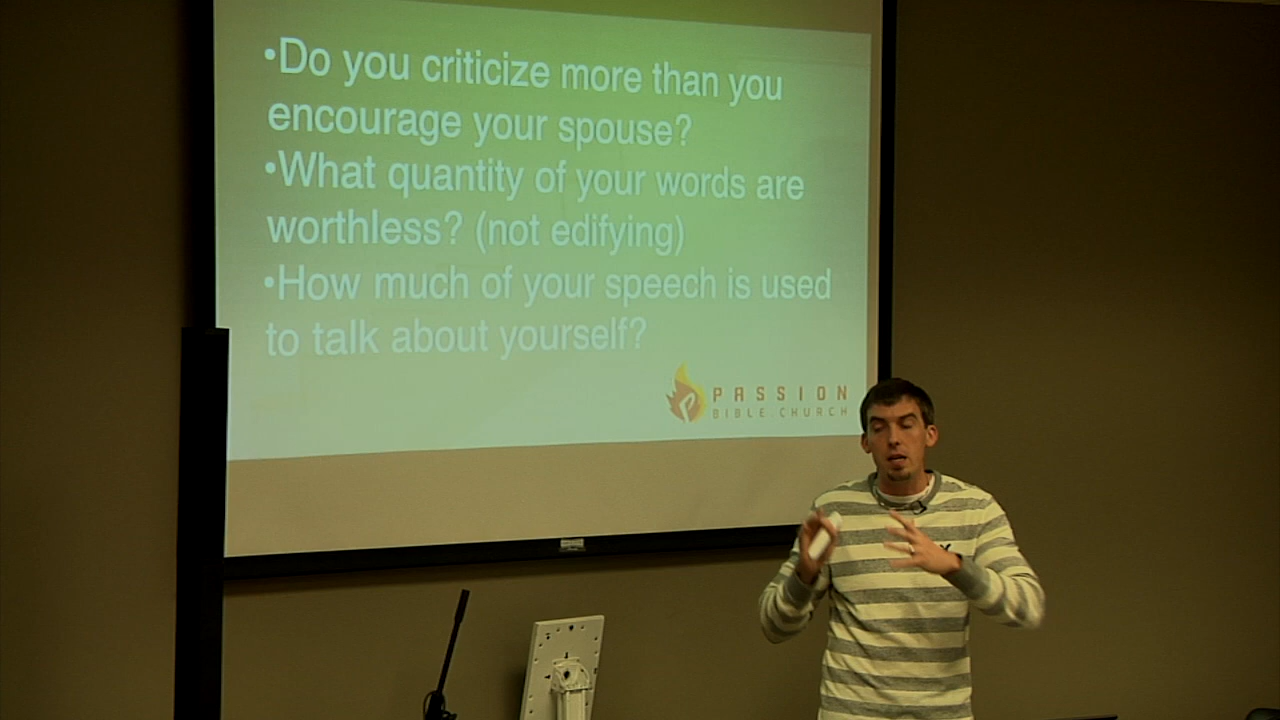 •Do you criticize more than you
encourage your spouse?
•What quantity of your words are
worthless? (not edifying)
•How much of your speech is used
to talk about yourself?
PASSION
BIBLE.CHURCH